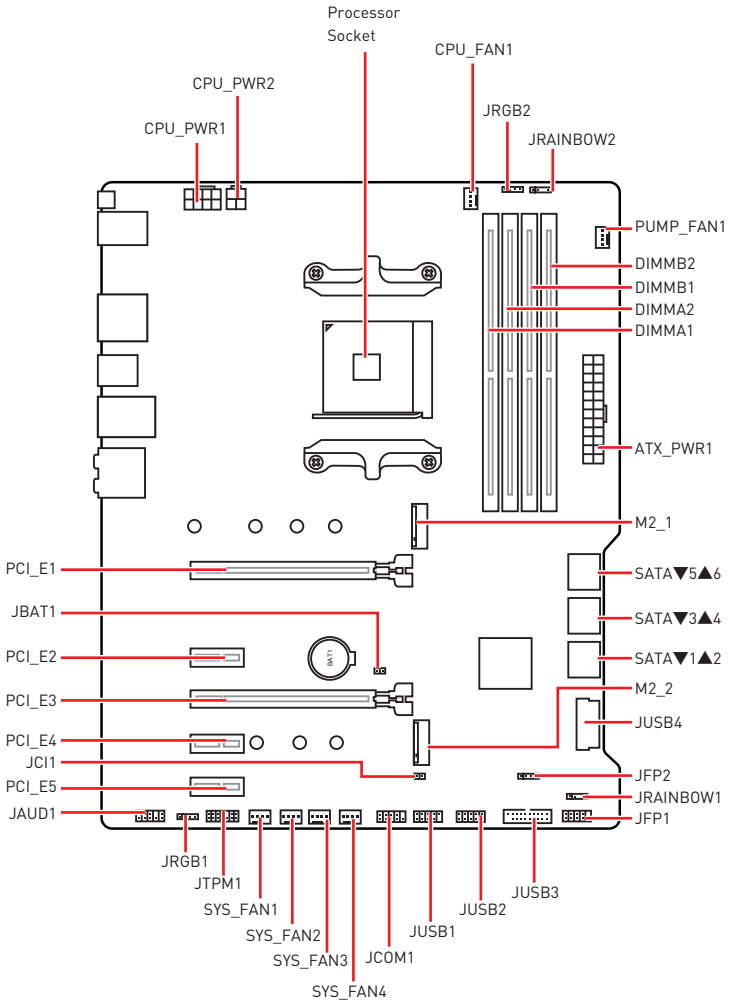 Processor
Socket
CPU_FAN1
CPU_PWR2
JRGB2
CPU_PWR1
JRAINBOW2
PUMP_FAN1
DIMMB2
DIMMB1
DIMMA2
DIMMA1
ATX_PWR1
M2_1
PCI_E1
SATA▼5▲6
JBAT1
SATA▼3▲4
PCI_E2
BAT1
SATA▼1▲2
M2_2
PCI_E3
JUSB4
PCI_E4
JCI1
JFP2
PCI_E5
JRAINBOW1
JAUD1
JFP1
JRGB1
JTPM1
JUSB3
SYS_FAN1
JUSB2
SYS_FAN2
JUSB1
SYS_FAN3
JCOM1
SYS_FAN4